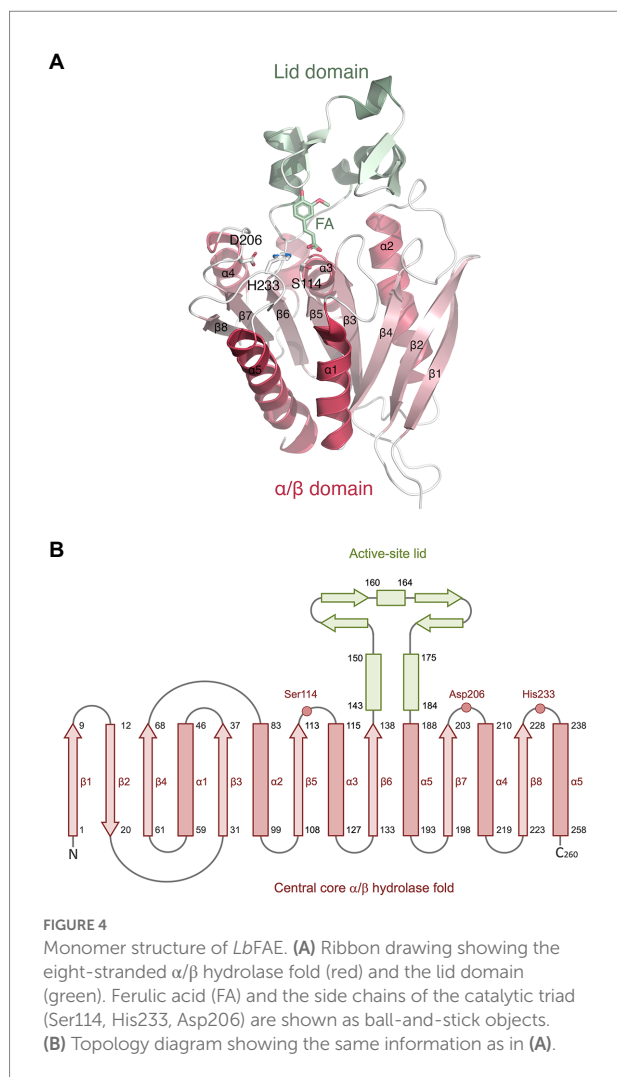 A
Lid domain
FA
D206
α2
α4
H233
S114
α3
β7
β6
β5
β3
β8
β4
β2
α5
α1
β1
α/β domain
B
Active-site lid
160 164
150 175
Ser114 Asp206 His233
143 184
9 12 68 46 37 83 113 115 138 188 203 210 228 238
β1 β2 β4 α1 β3 α2 β5 α3 β6 α5 β7 α4 β8 α5
1 20 61 59 31 99 108 127 133 193 198 219 223 258
N C260
Central core α/β hydrolase fold
FIGURE 4
Monomer structure of LbFAE. (A) Ribbon drawing showing the
eight-stranded α/β hydrolase fold (red) and the lid domain
(green). Ferulic acid (FA) and the side chains of the catalytic triad
(Ser114, His233, Asp206) are shown as ball-and-stick objects.
(B) Topology diagram showing the same information as in (A).